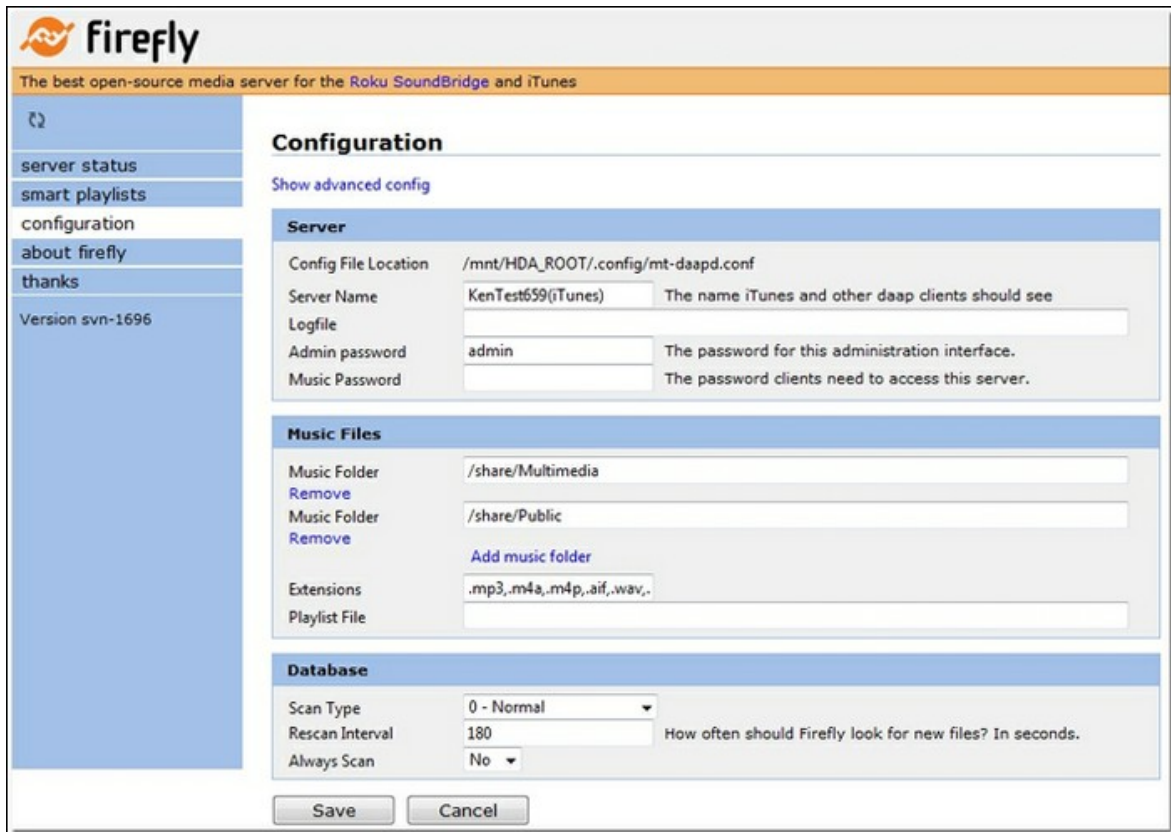 firefly
The best open-source media server for the Roku SoundBridge and iTunes
server status
smart playlists
configuration
about firefly
thanks
Version svn-1696
Configuration
Show advanced config
Server
Config File Location /mnt/HDA_ROOT/.config/mt-daapd.conf
Server Name KenTest659(iTunes) The name iTunes and other daap clients should see
Logfile
Admin password admin The password for this administration interface.
Music Password The password clients need to access this server.
Music Files
Music Folder /share/Multimedia
Remove
Music Folder /share/Public
Remove
Add music folder
Extensions .mp3,.m4a,.m4p,.aif,.wav,.
Playlist File
Database
Scan Type 0 - Normal
Rescan Interval 180 How often should Firefly look for new files? In seconds.
Always Scan No
Save Cancel